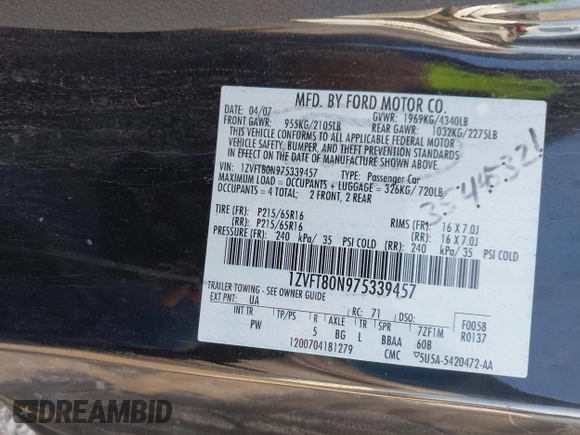 MFD. BY FORD MOTOR CO.
DATE: 04/07 GVWR: 1969KG/4340LB
FRONT GAWR: 955KG/2105LB REAR GAWR: 1032KG/2275LB
THIS VEHICLE CONFORMS TO ALL APPLICABLE FEDERAL MOTOR
VEHICLE SAFETY, BUMPER, AND THEFT STANDARDS IN EFFECT ON THE
DATE OF MANUFACTURE SHOWN ABOVE.
VIN: 1ZVFT80N975339457 TYPE: Passenger Car
MAXIMUM LOAD = OCCUPANTS + LUGGAGE = 326KG/720LB
OCCUPANTS = 4 TOTAL: 2 FRONT, 2 REAR
TIRE (FR): P215/65R16 RIMS (FR): 16 X 7.0J
(RR): P215/65R16 (RR): 16 X 7.0J
PRESSURE (FR): 240 kPa/ 35 PSI COLD (RR): 240 kPa/ 35 PSI COLD
1ZVFT80N975339457
TRAILER TOWING - SEE OWNER GUIDE
EXT PNT: UA RC: 71 DSO:
INT TR TP/PS R AX TR SPR F0058
PW 5 BG L BBAA 7ZF1M R0137
60B
1200704181279 CMC 5U5A-5420472-AA
DREAMBID